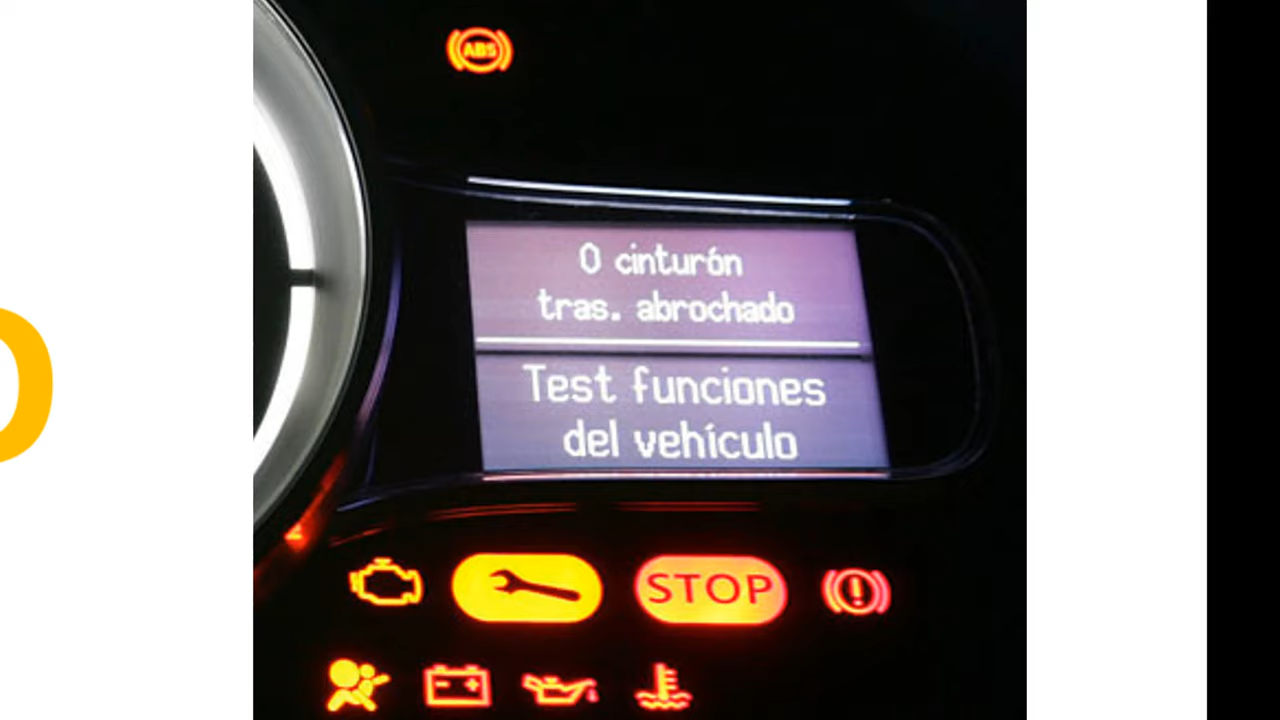 ABS
0 cinturón
tras. abrochado
Test funciones
del vehículo
STOP